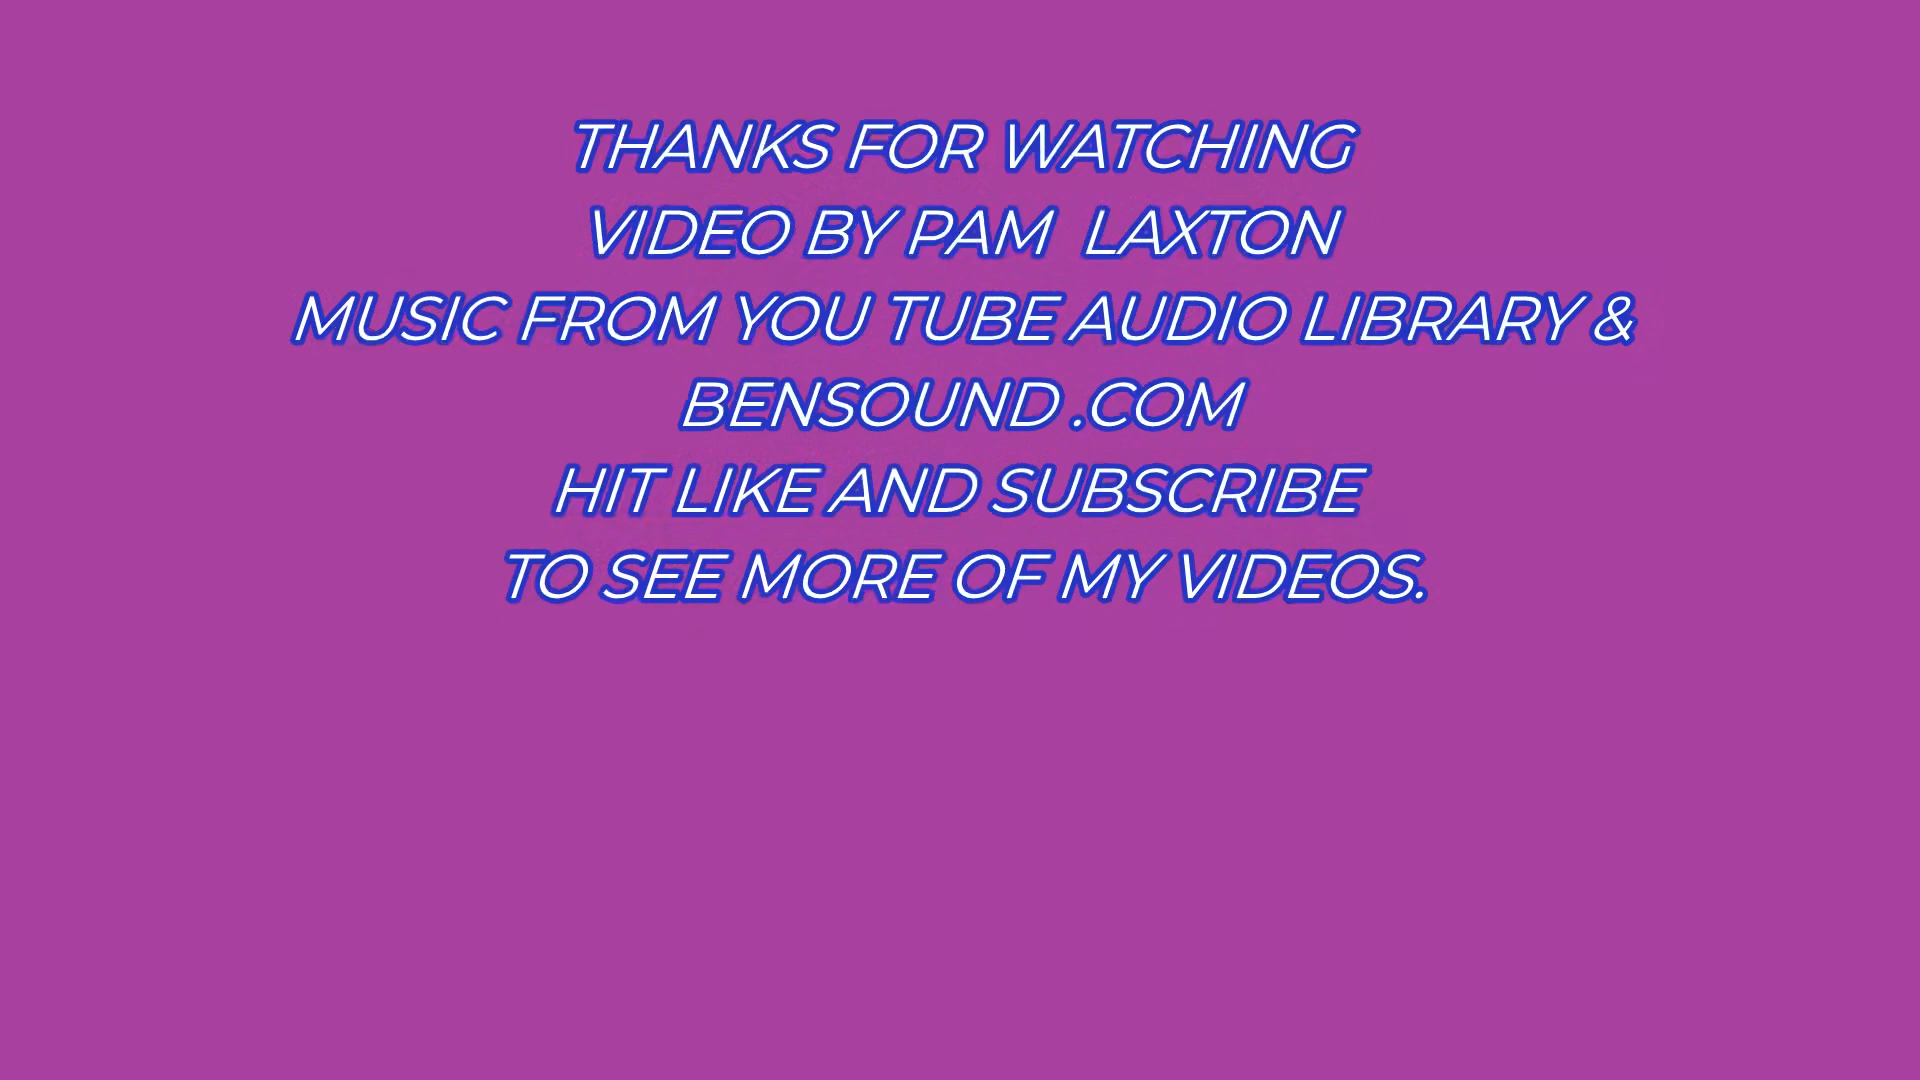 THANKS FOR WATCHING
VIDEO BY PAM  LAXTON
MUSIC FROM YOU TUBE AUDIO LIBRARY &
BENSOUND .COM
HIT LIKE AND SUBSCRIBE
TO SEE MORE OF MY VIDEOS.